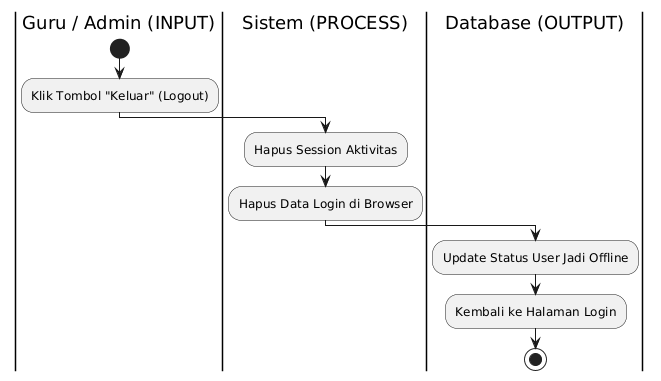 Guru / Admin (INPUT)
Sistem (PROCESS)
Database (OUTPUT)
Klik Tombol "Keluar" (Logout)
Hapus Session Aktivitas
Hapus Data Login di Browser
Update Status User Jadi Offline
Kembali ke Halaman Login